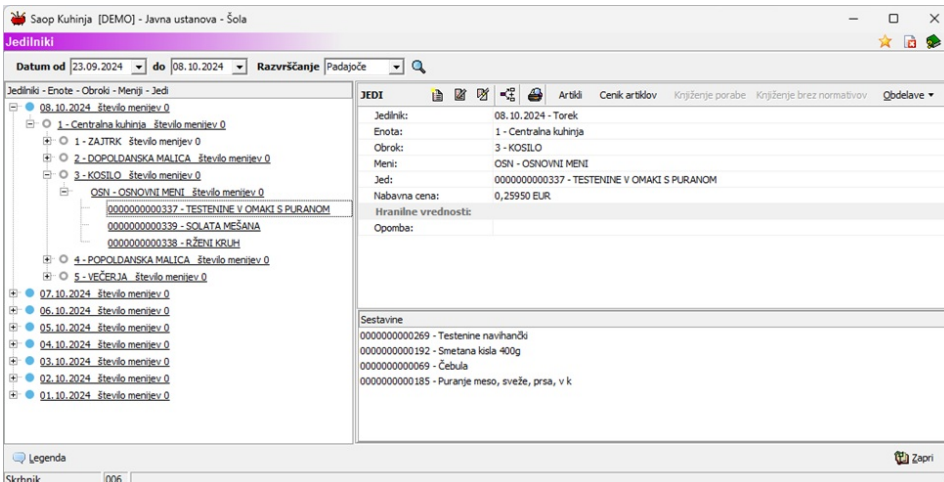 Saop Kuhinja [DEMO] - Javna ustanova - Šola
Jedilniki
Datum od 23.09.2024 do 08.10.2024 Razvrščanje Padajoče
Jedilniki - Enote - Obroki - Meniji - Jedi
08.10.2024 število menijev 0
1 - Centralna kuhinja število menijev 0
1 - ZAJTRK število menijev 0
2 - DOPOLDANSKA MALICA število menijev 0
3 - KOSILO število menijev 0
OSN - OSNOVNI MENI število menijev 0
0000000000337 - TESTENINE V OMAKI S PURANOM
0000000000339 - SOLATA MEŠANA
0000000000338 - RŽENI KRUH
4 - POPOLDANSKA MALICA število menijev 0
5 - VEČERJA število menijev 0
07.10.2024 število menijev 0
06.10.2024 število menijev 0
05.10.2024 število menijev 0
04.10.2024 število menijev 0
03.10.2024 število menijev 0
02.10.2024 število menijev 0
01.10.2024 število menijev 0
JEDI Artikli Cenik artiklov Knjiženje porabe Knjiženje brez normativov Obdelave
Jedilnik: 08.10.2024 - Torek
Enota: 1 - Centralna kuhinja
Obrok: 3 - KOSILO
Meni: OSN - OSNOVNI MENI
Jed: 0000000000337 - TESTENINE V OMAKI S PURANOM
Nabavna cena: 0,25950 EUR
Hranilne vrednosti:
Opomba:
Sestavine
0000000000269 - Testenine navihančki
0000000000192 - Smetana kisla 400g
0000000000069 - Čebula
0000000000185 - Puranje meso, sveže, prsa, v k
Legenda
Zapri
Skrbnik 006